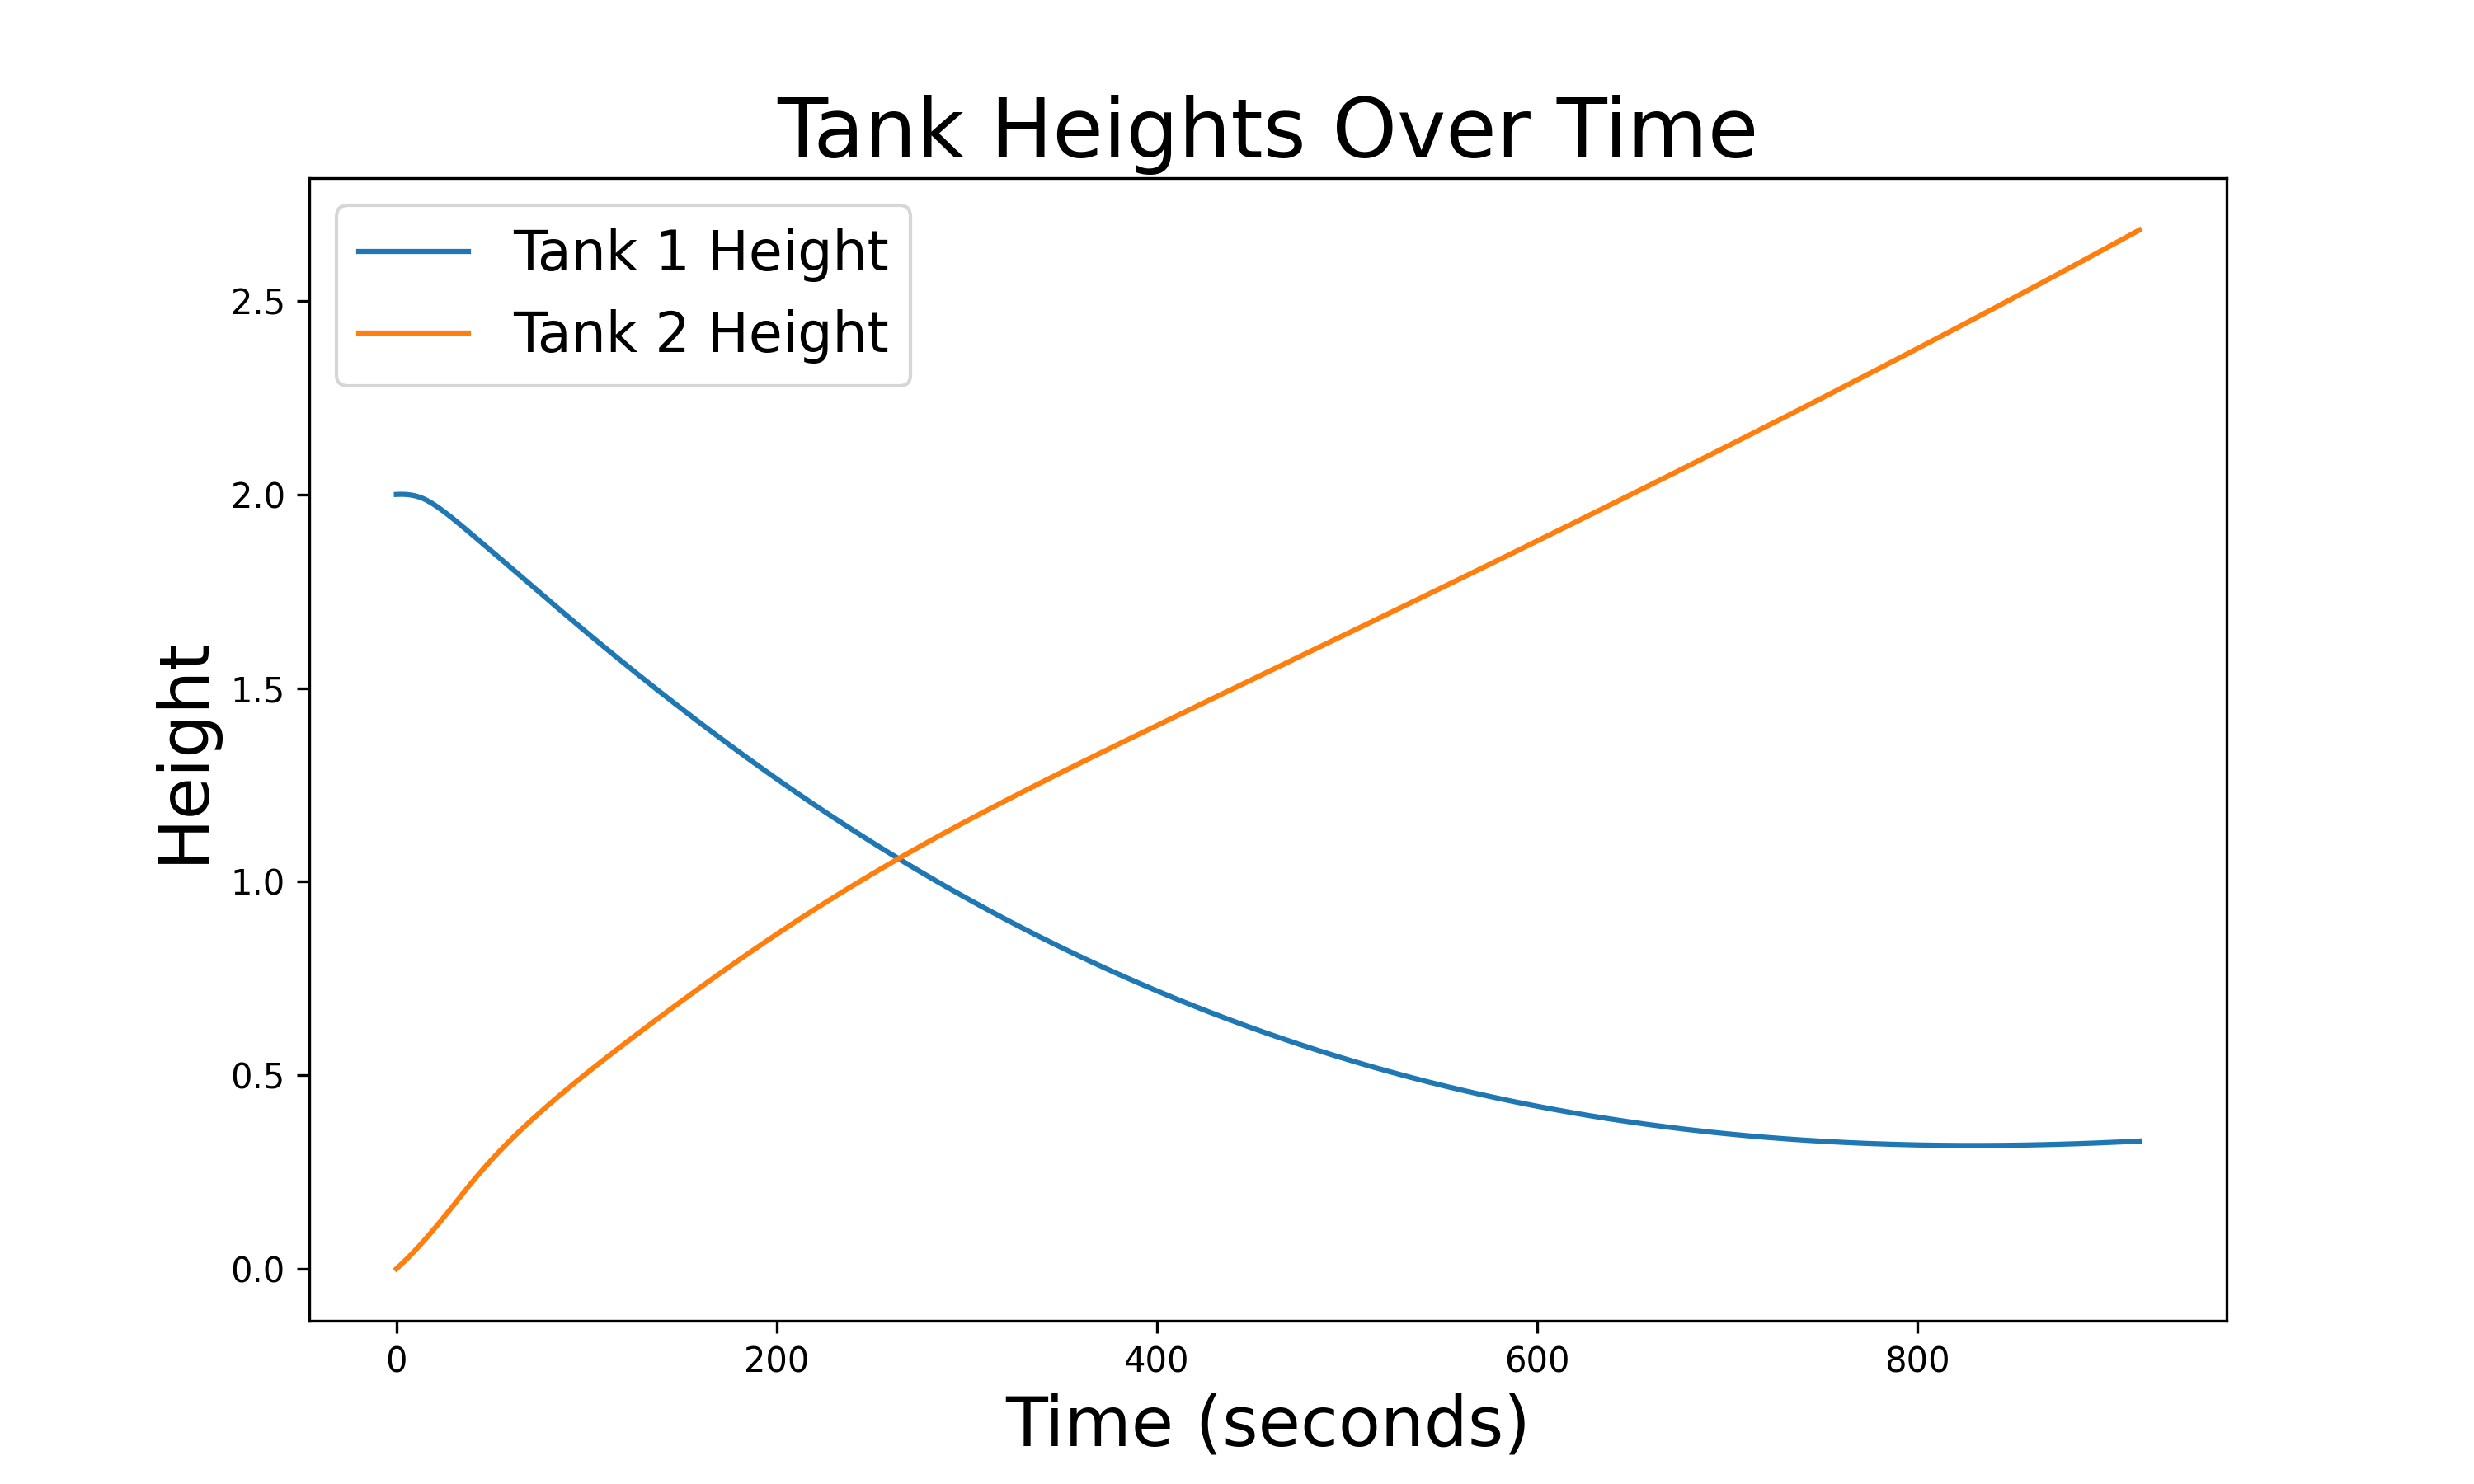 Tank Heights Over Time
Tank 1 Height
Tank 2 Height
Height
2.5
2.0
1.5
1.0
0.5
0.0
0 200 400 600 800
Time (seconds)